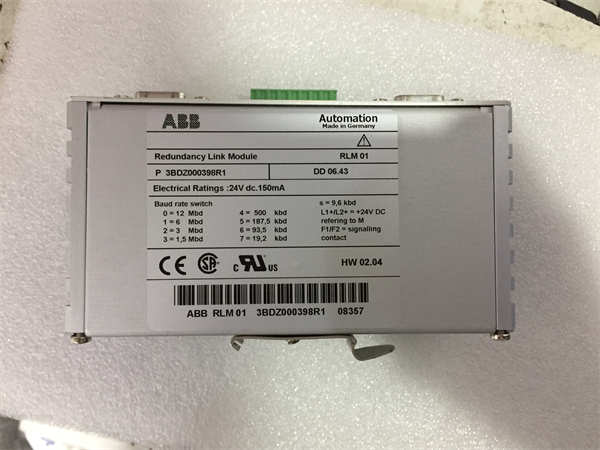 ABB
Automation
Made in Germany
Redundancy Link Module RLM 01
P 3BDZ000398R1 DD 06.43
Electrical Ratings :24V dc.150mA
Baud rate switch s = 9,6 kbd
0 = 12 Mbd 4 = 500 kbd L1+/L2+ = +24V DC
1 = 6 Mbd 5 = 187,5 kbd refering to M
2 = 3 Mbd 6 = 93,5 kbd F1/F2 = signalling
3 = 1,5 Mbd 7 = 19,2 kbd contact
CE SA C UR US HW 02.04
ABB RLM 01 3BDZ000398R1 08357